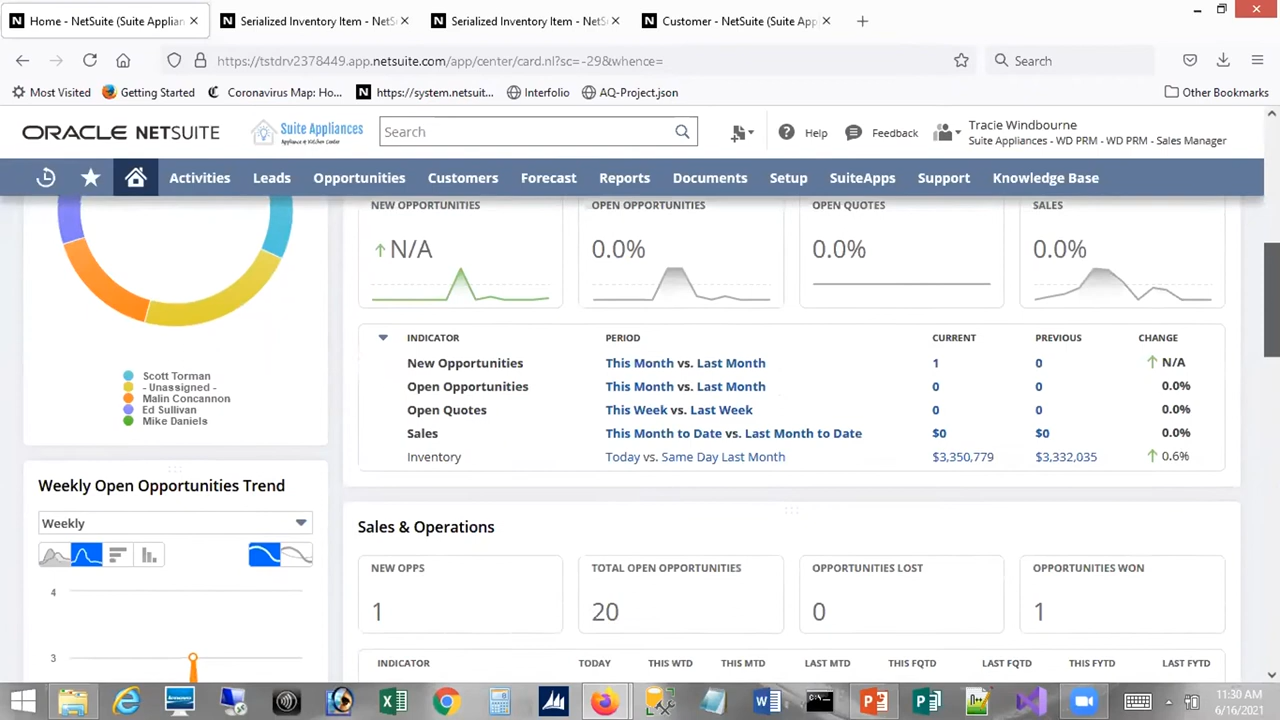 Home - NetSuite (Suite Applian
Serialized Inventory Item - NetS
Serialized Inventory Item - NetS
Customer - NetSuite (Suite App
https://tstdrv2378449.app.netsuite.com/app/center/card.nl?sc=-29&whence=
Search
Most Visited
Getting Started
Coronavirus Map: Ho...
https://system.netsuit...
Interfolio
AQ-Project.json
Other Bookmarks
ORACLE NETSUITE
Suite Appliances
Appliance & Kitchen Center
Search
Help
Feedback
Tracie Windbourne
Suite Appliances - WD PRM - WD PRM - Sales Manager
Activities Leads Opportunities Customers Forecast Reports Documents Setup SuiteApps Support Knowledge Base
NEW OPPORTUNITIES OPEN OPPORTUNITIES OPEN QUOTES SALES
N/A 0.0% 0.0% 0.0%
INDICATOR PERIOD CURRENT PREVIOUS CHANGE
New Opportunities This Month vs. Last Month 1 0 N/A
Open Opportunities This Month vs. Last Month 0 0 0.0%
Open Quotes This Week vs. Last Week 0 0 0.0%
Sales This Month to Date vs. Last Month to Date $0 $0 0.0%
Inventory Today vs. Same Day Last Month $3,350,779 $3,332,035 0.6%
Scott Torman
- Unassigned -
Malin Concannon
Ed Sullivan
Mike Daniels
Weekly Open Opportunities Trend
Weekly
4
3
Sales & Operations
NEW OPPS TOTAL OPEN OPPORTUNITIES OPPORTUNITIES LOST OPPORTUNITIES WON
1 20 0 1
INDICATOR TODAY THIS WTD THIS MTD LAST MTD THIS FQTD LAST FQTD THIS FYTD LAST FYTD
11:30 AM
6/16/2021